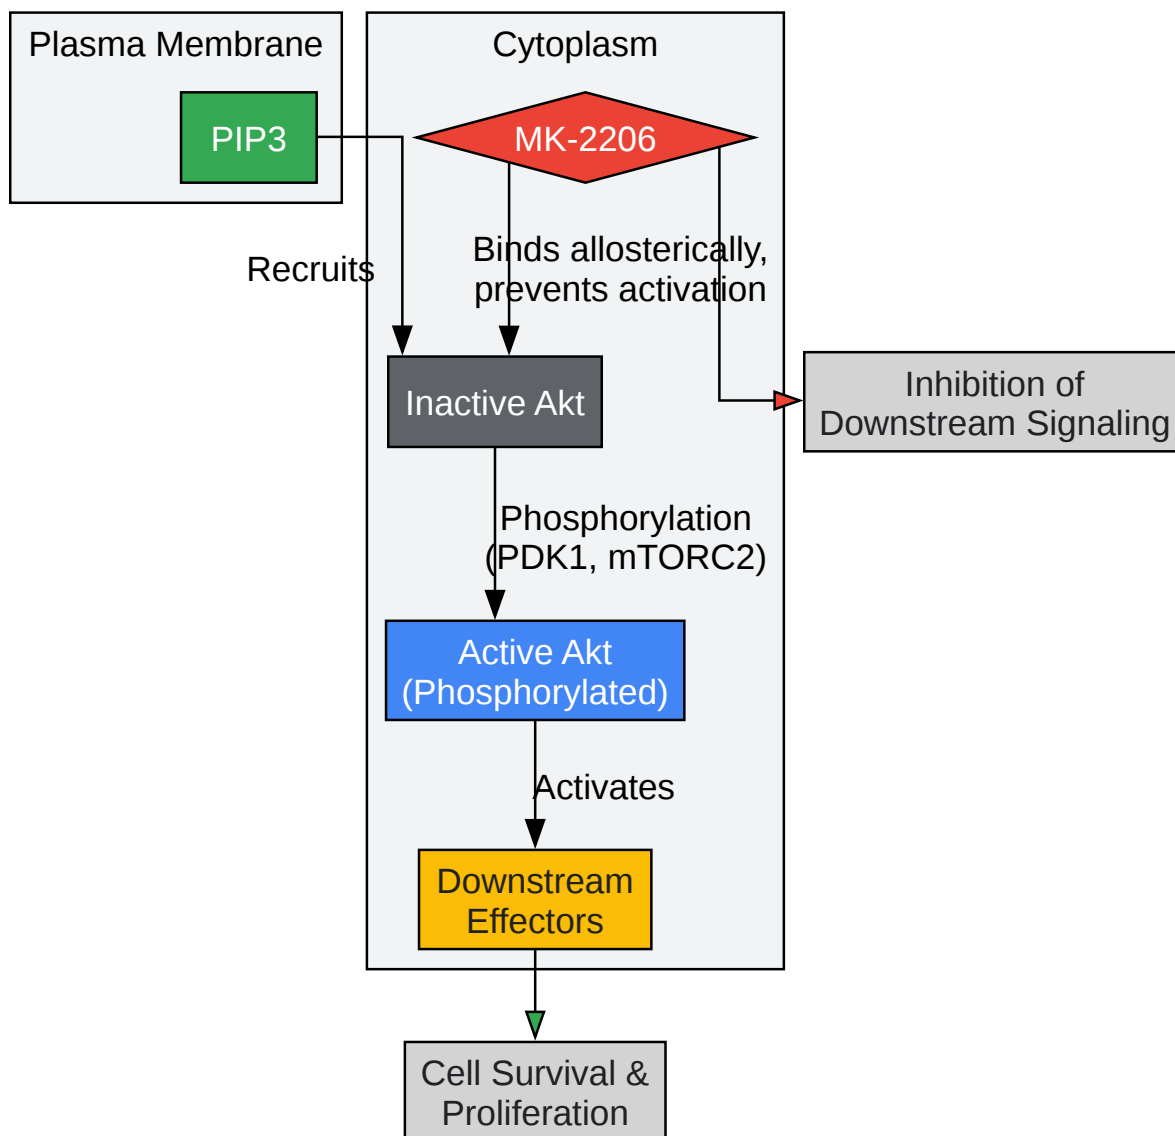 Plasma Membrane
Cytoplasm
PIP3
MK-2206
Recruits
Binds allosterically,
prevents activation
Inactive Akt
Inhibition of
Downstream Signaling
Phosphorylation
(PDK1, mTORC2)
Active Akt
(Phosphorylated)
Activates
Downstream
Effectors
Cell Survival &
Proliferation